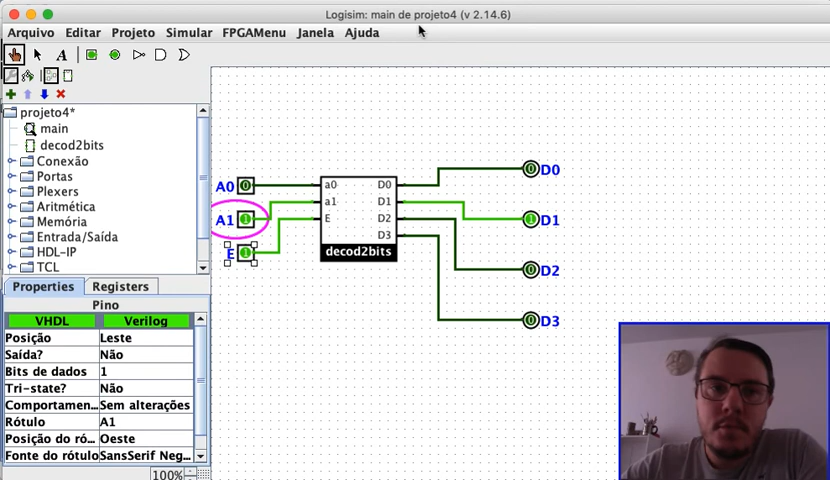 Logisim: main de projeto4 (v 2.14.6)
Arquivo Editar Projeto Simular FPGAMenu Janela Ajuda
A
projeto4*
main
decod2bits
Conexão
Portas
Plexers
Aritmética
Memória
Entrada/Saída
HDL-IP
TCL
Properties Registers
Pino
VHDL Verilog
Posição Leste
Saída? Não
Bits de dados 1
Tri-state? Não
Comportamen... Sem alterações
Rótulo A1
Posição do ró... Oeste
Fonte do rótulo SansSerif Neg...
100%
A0 0 a0 D0 0 D0
A1 1 a1 D1 1 D1
E 1 E D2 0 D2
D3 0 D3
decod2bits